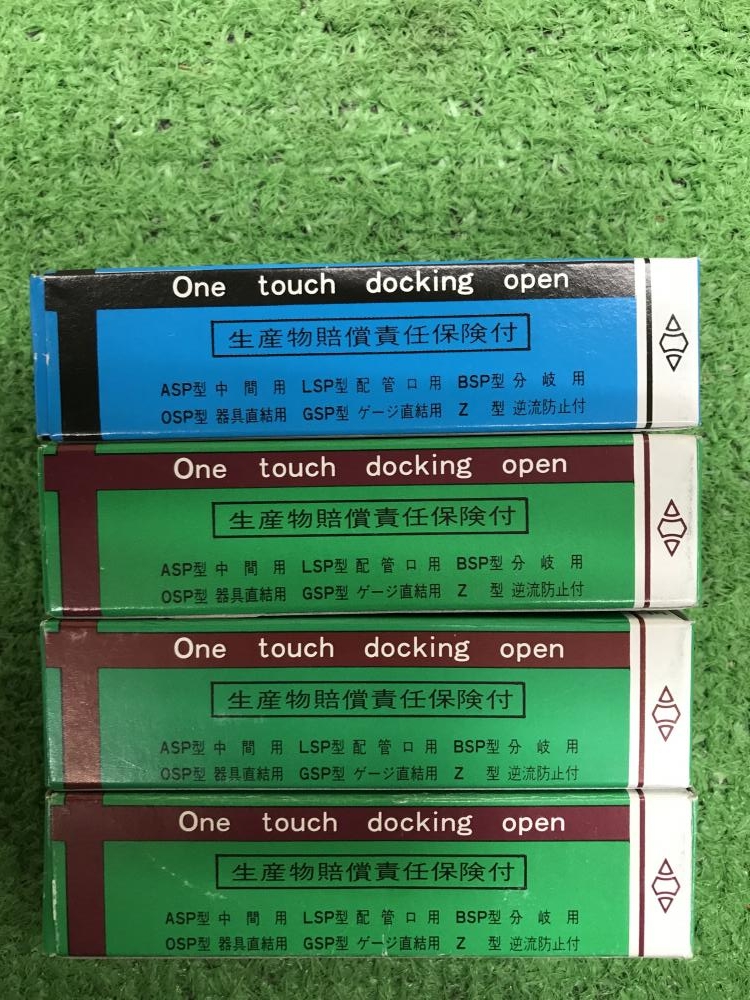 One touch docking open
生産物賠償責任保険付
ASP型 中間用 LSP型 配管口用 BSP型 分岐用
OSP型 器具直結用 GSP型 ゲージ直結用 Z型 逆流防止付
One touch docking open
生産物賠償責任保険付
ASP型 中間用 LSP型 配管口用 BSP型 分岐用
OSP型 器具直結用 GSP型 ゲージ直結用 Z型 逆流防止付
One touch docking open
生産物賠償責任保険付
ASP型 中間用 LSP型 配管口用 BSP型 分岐用
OSP型 器具直結用 GSP型 ゲージ直結用 Z型 逆流防止付
One touch docking open
生産物賠償責任保険付
ASP型 中間用 LSP型 配管口用 BSP型 分岐用
OSP型 器具直結用 GSP型 ゲージ直結用 Z型 逆流防止付